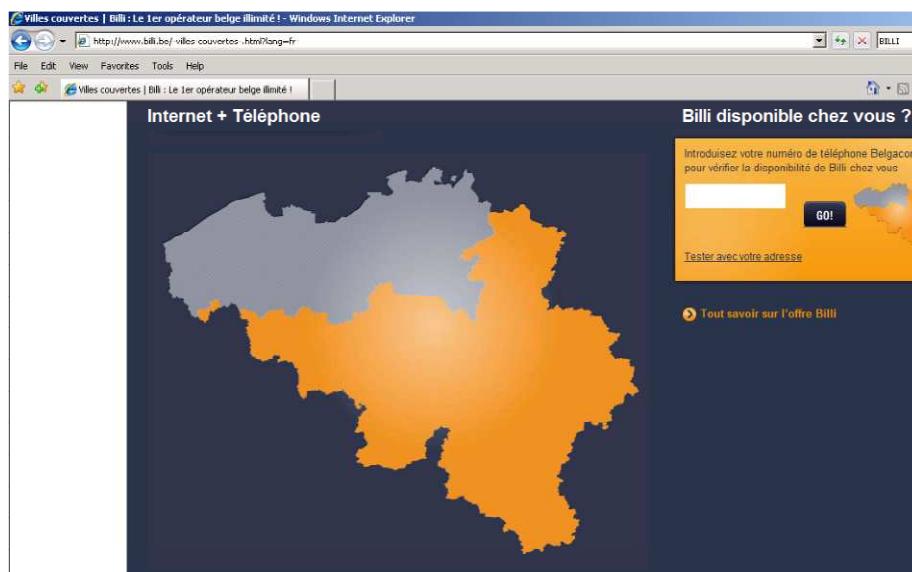 Villes couvertes | Billi : Le 1er opérateur belge illimité ! - Windows Internet Explorer
http://www.billi.be/ villes couvertes .html?lang=fr
BILLI
File Edit View Favorites Tools Help
Villes couvertes | Billi : Le 1er opérateur belge illimité !
Internet + Téléphone
Billi disponible chez vous ?
Introduisez votre numéro de téléphone Belgacom
pour vérifier la disponibilité de Billi chez vous
GO!
Tester avec votre adresse
Tout savoir sur l'offre Billi